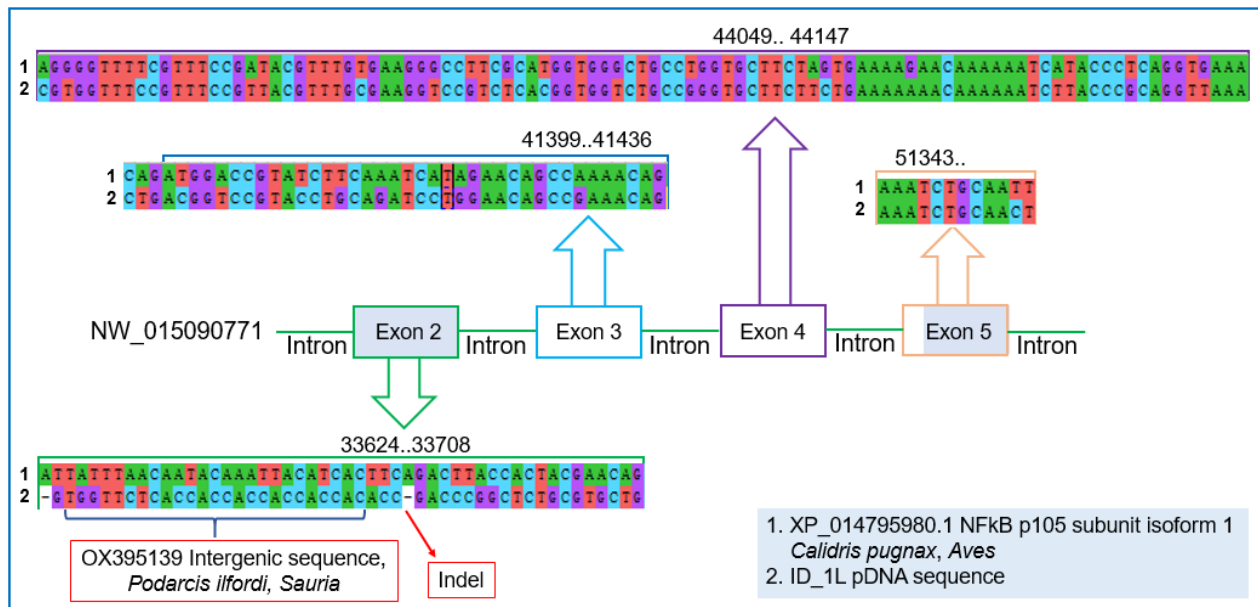 44049.. 44147
1 AGGGGTTTTCGTTTCCGATACGTTTGTGAAGGGCCTTCGCATGGTGGGCTGCCTGGTGCTTCTAGTGAAAAGAACAAAAAATCATACCCTCAGGTGAAA
2 CGTGGTTTCCGTTTCCGTTACGTTTGCGAAGGTCCGTCTCACGGTGGTCTGCCGGGTGCTTCTTCTGAAAAAAACAAAAAATCTTACCCGCAGGTTAAA
41399..41436
1 CAGATGGACCGTATCTTCAAATCATAGAACAGCCAAAACAG
2 CTGACGGTCCGTACCTGCAGATCCTGGAACAGCCGAAACAG
51343..
1 AAATCTGCAATT
2 AAATCTGCAACT
NW_015090771 Intron Exon 2 Intron Exon 3 Intron Exon 4 Intron Exon 5 Intron
33624..33708
1 ATTATTTAACAATACAAATTACATCACTTCAGACTTACCACTACGAACAG
2 -GTGGTTCTCACCACCACCACCACCACACC-GACCCGGCTCTGCGTGCTG
OX395139 Intergenic sequence,
Podarcis ilfordi, Sauria
Indel
1. XP_014795980.1 NFkB p105 subunit isoform 1
Calidris pugnax, Aves
2. ID_1L pDNA sequence